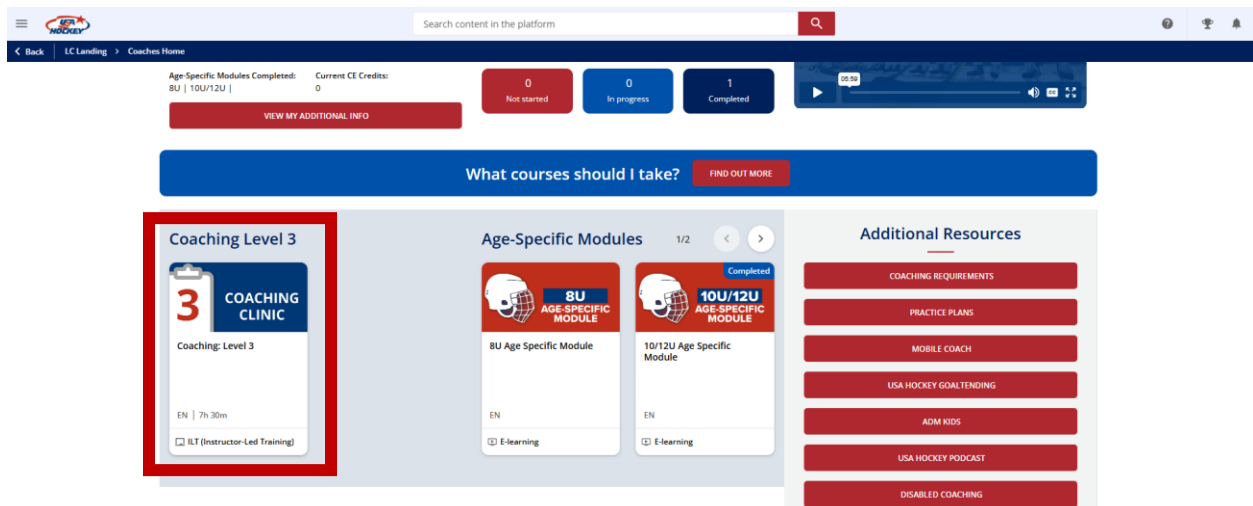 USA
HOCKEY
Search content in the platform
Back
LC Landing > Coaches Home
Age-Specific Modules Completed:
8U | 10U/12U |
Current CE Credits:
0
VIEW MY ADDITIONAL INFO
0
Not started
0
In progress
1
Completed
05:59
CC
What courses should I take?
FIND OUT MORE
Coaching Level 3
3
COACHING
CLINIC
Coaching: Level 3
EN | 7h 30m
ILT (Instructor-Led Training)
Age-Specific Modules
1/2
8U
AGE-SPECIFIC
MODULE
8U Age Specific Module
EN
E-learning
Completed
10U/12U
AGE-SPECIFIC
MODULE
10/12U Age Specific
Module
EN
E-learning
Additional Resources
COACHING REQUIREMENTS
PRACTICE PLANS
MOBILE COACH
USA HOCKEY GOALTENDING
ADM KIDS
USA HOCKEY PODCAST
DISABLED COACHING